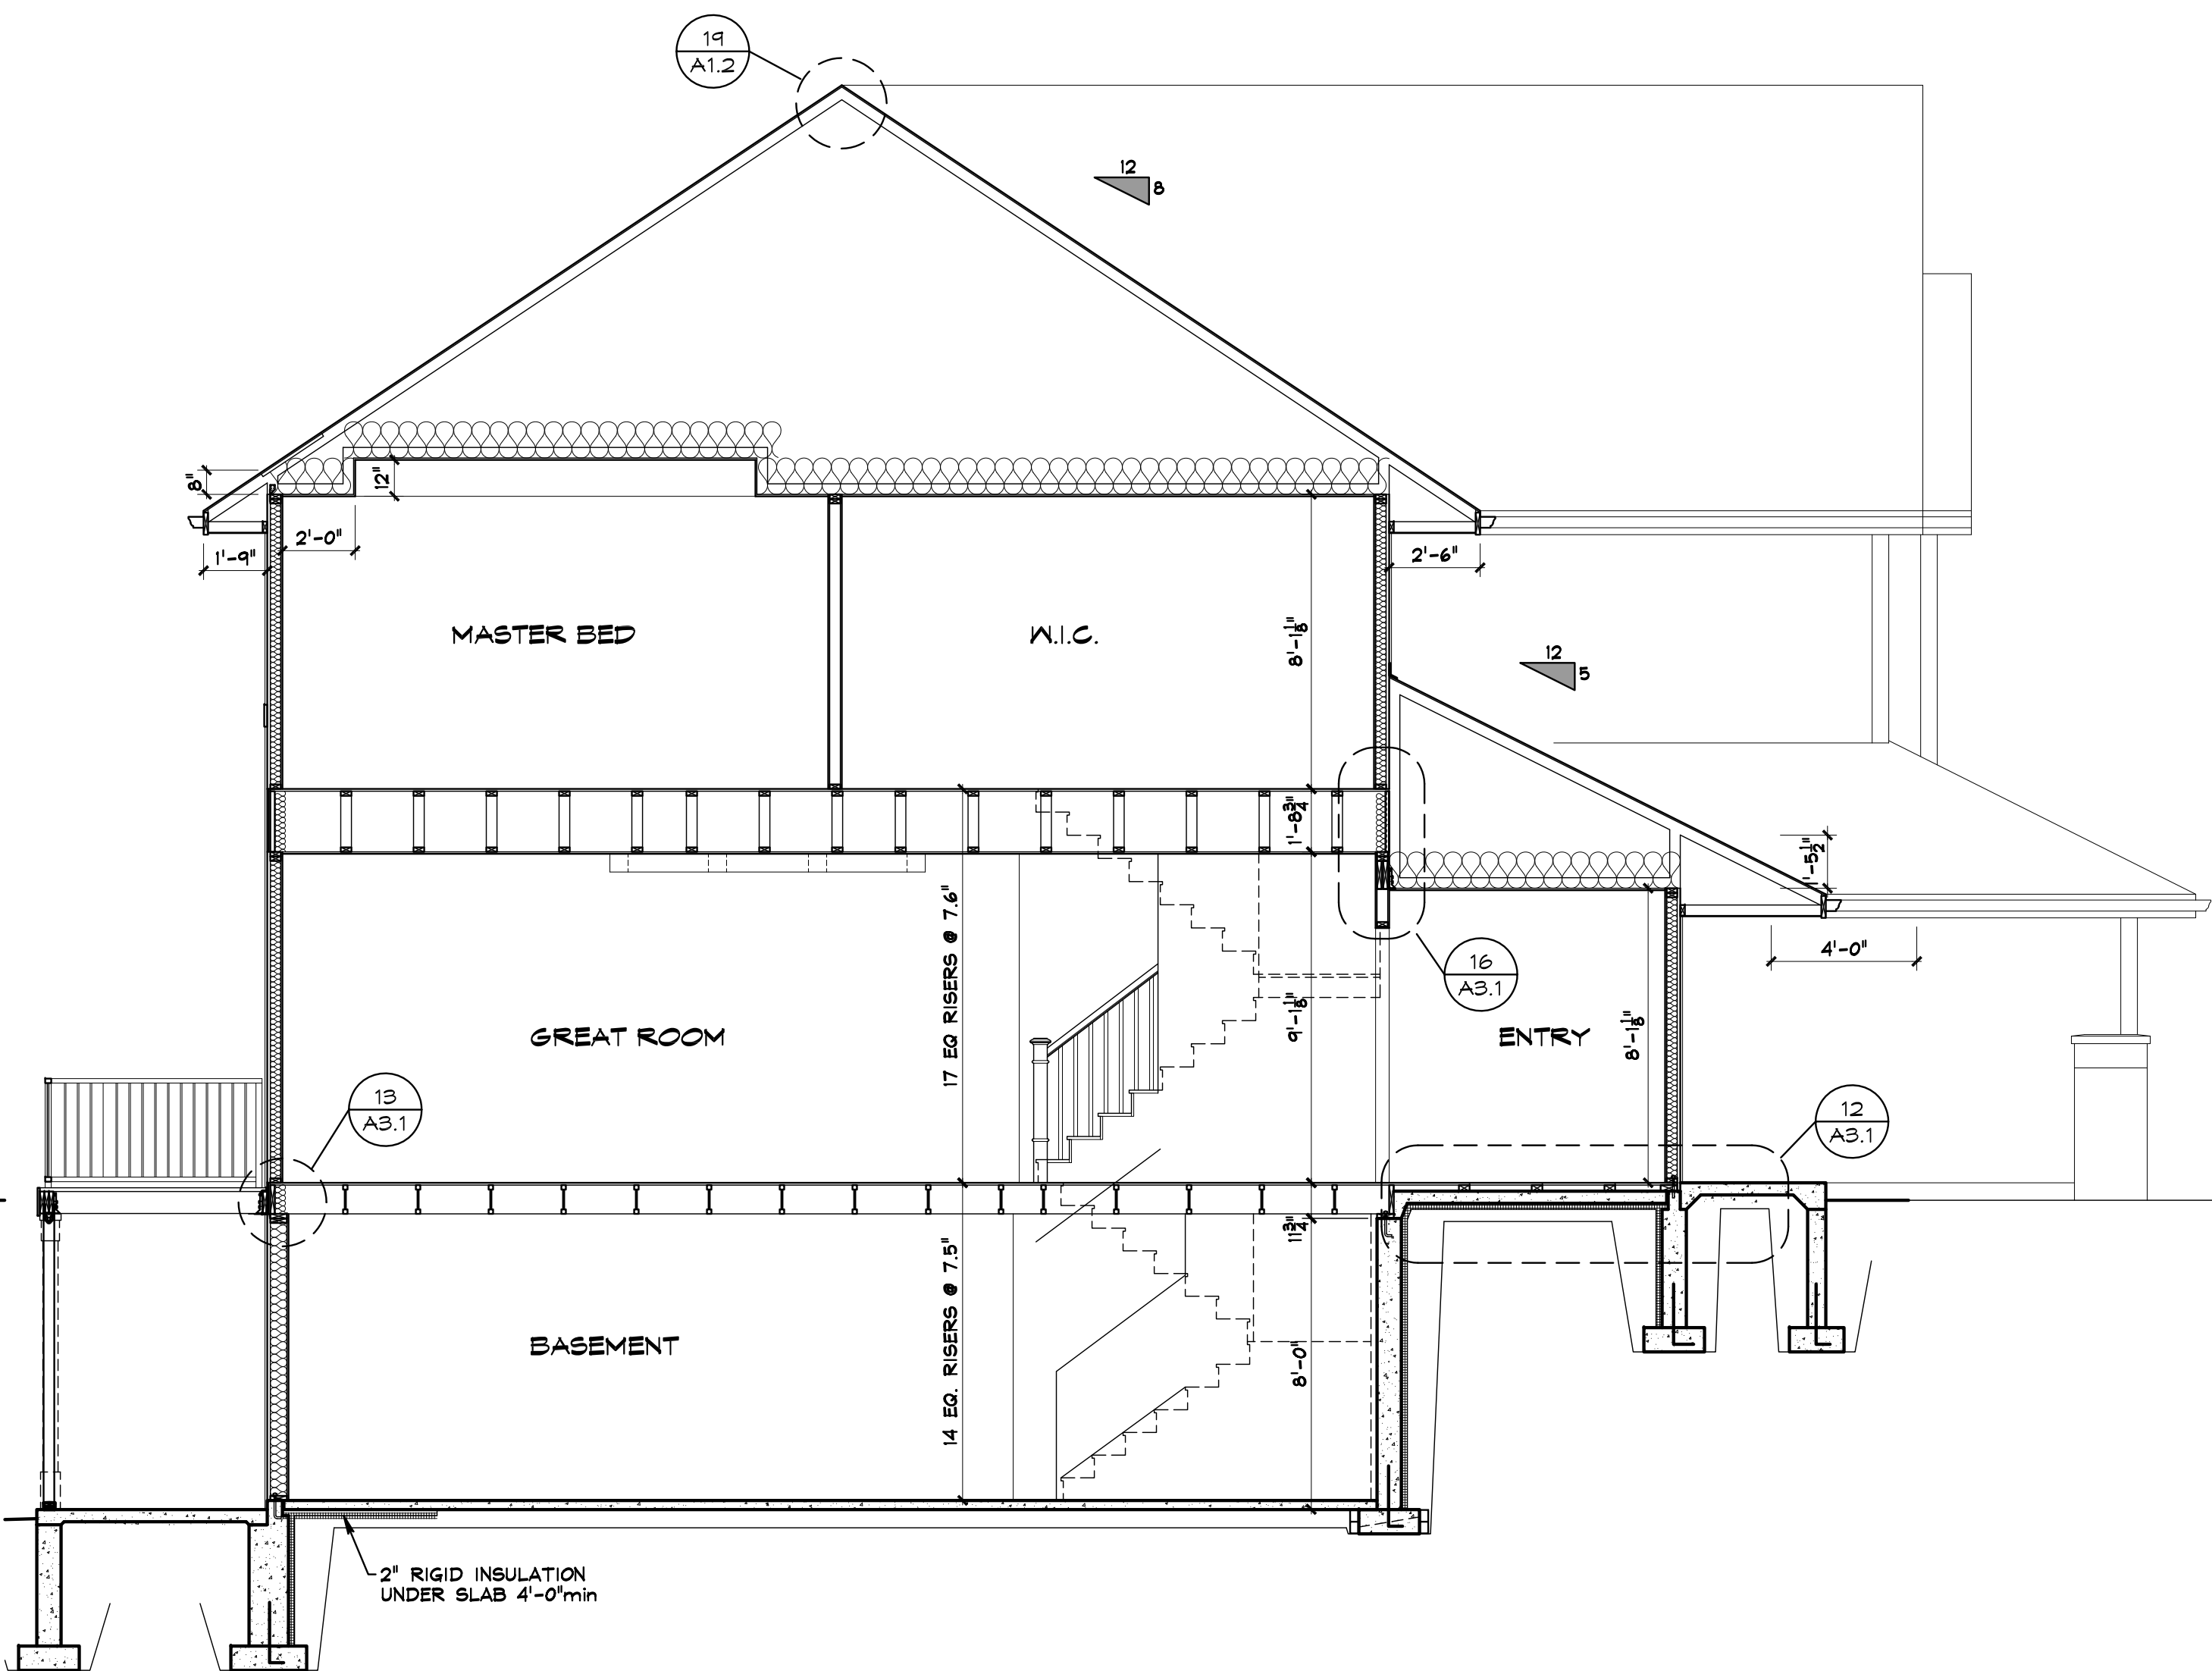 19
A1.2
12
8
8"
12"
2'-0"
1'-9"
2'-6"
MASTER BED
W.I.C.
8'-1 1/8"
12
5
1'-8 3/4"
1'-5 1/2"
17 EQ RISERS @ 7.6"
4'-0"
16
A3.1
GREAT ROOM
9'-1 1/8"
ENTRY
8'-1 1/8"
13
A3.1
12
A3.1
11 3/4"
14 EQ. RISERS @ 7.5"
BASEMENT
8'-0"
2" RIGID INSULATION
UNDER SLAB 4'-0"min